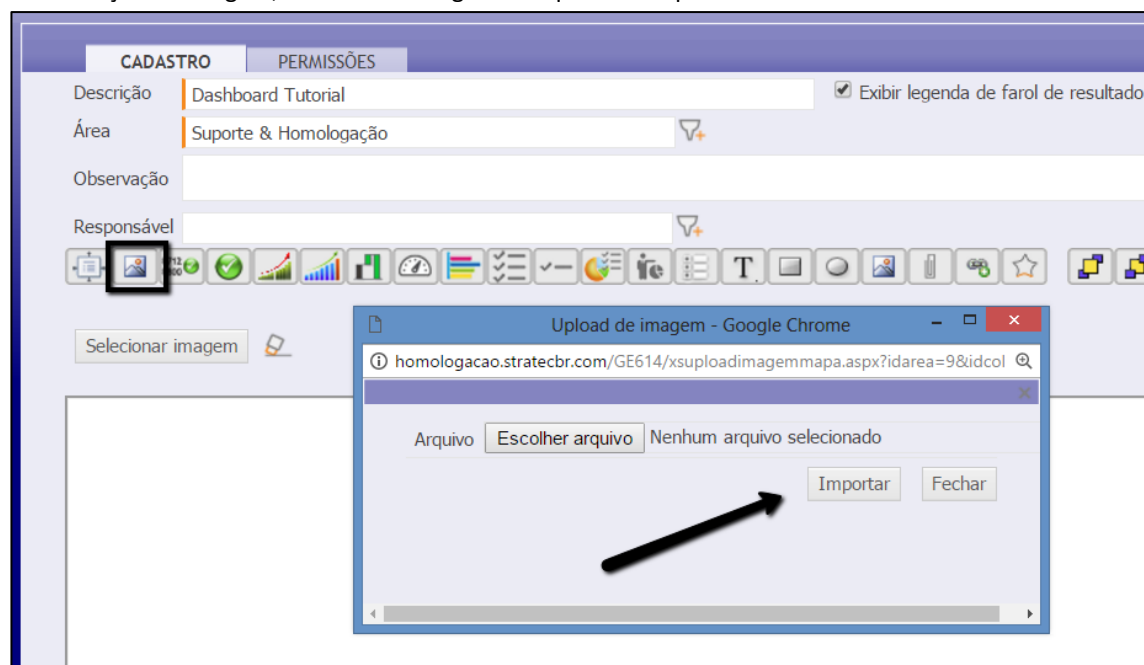 CADASTRO PERMISSÕES
Descrição Dashboard Tutorial Exibir legenda de farol de resultado
Área Suporte & Homologação
Observação
Responsável
T
Selecionar imagem
Upload de imagem - Google Chrome
homologacao.stratecbr.com/GE614/xsuploadimagemmapa.aspx?idarea=9&idcol
Arquivo Escolher arquivo Nenhum arquivo selecionado
Importar Fechar